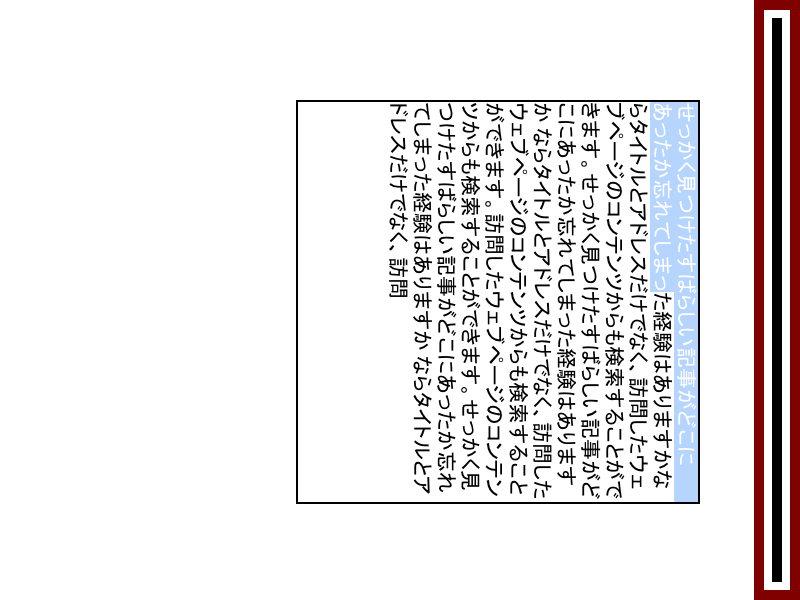 せっかく見つけたすばらしい記事がどこに
あったか忘れてしまった経験はありますかな
らタイトルとアドレスだけでなく、訪問したウェ
ブページのコンテンツからも検索することがで
きます。せっかく見つけたすばらしい記事がど
こにあったか忘れてしまった経験はあります
か ならタイトルとアドレスだけでなく、訪問した
ウェブページのコンテンツからも検索すること
ができます。訪問したウェブページのコンテン
ツからも検索することができます。せっかく見
つけたすばらしい記事がどこにあったか忘れ
てしまった経験はありますか ならタイトルとア
ドレスだけでなく、訪問